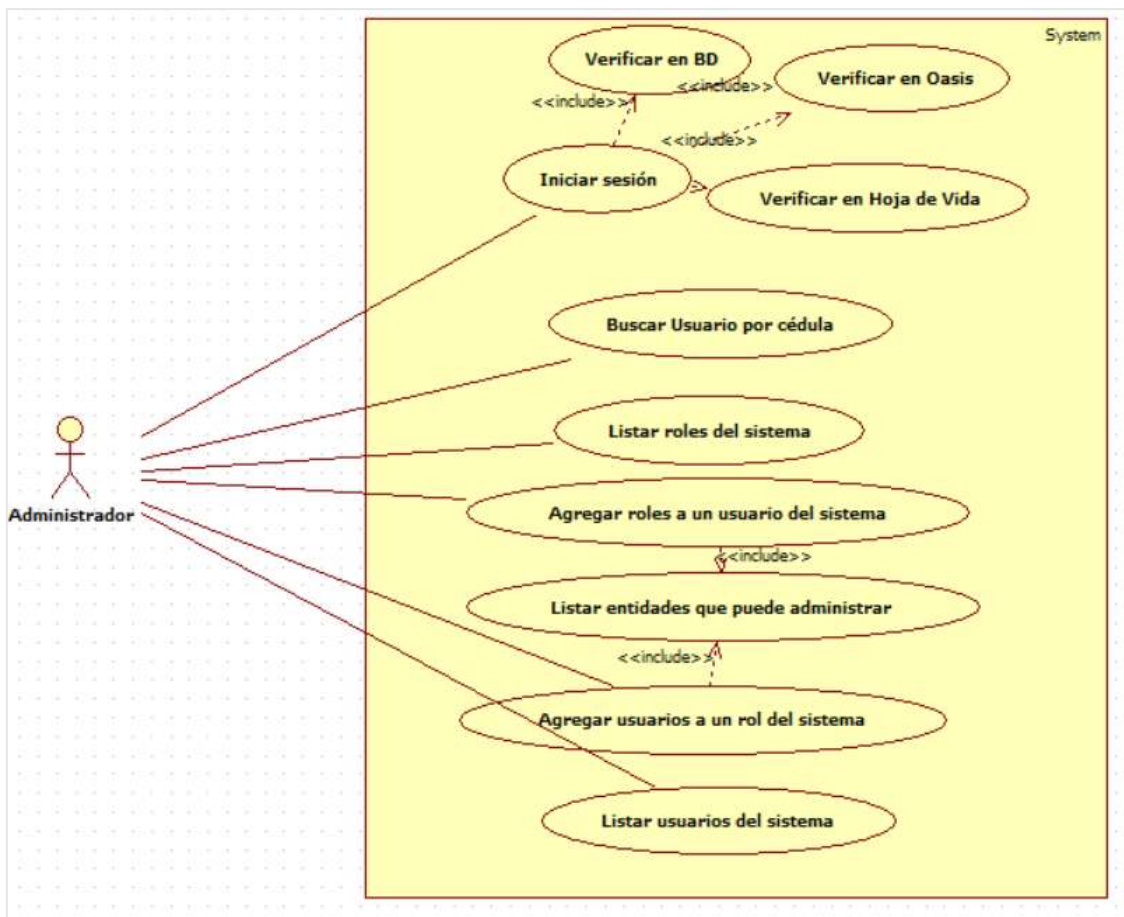 System
Verificar en BD
Verificar en Oasis
<<include>>
<<include>>
<<include>>
Iniciar sesión
Verificar en Hoja de Vida
Buscar Usuario por cédula
Listar roles del sistema
Administrador
Agregar roles a un usuario del sistema
<<include>>
Listar entidades que puede administrar
<<include>>
Agregar usuarios a un rol del sistema
Listar usuarios del sistema